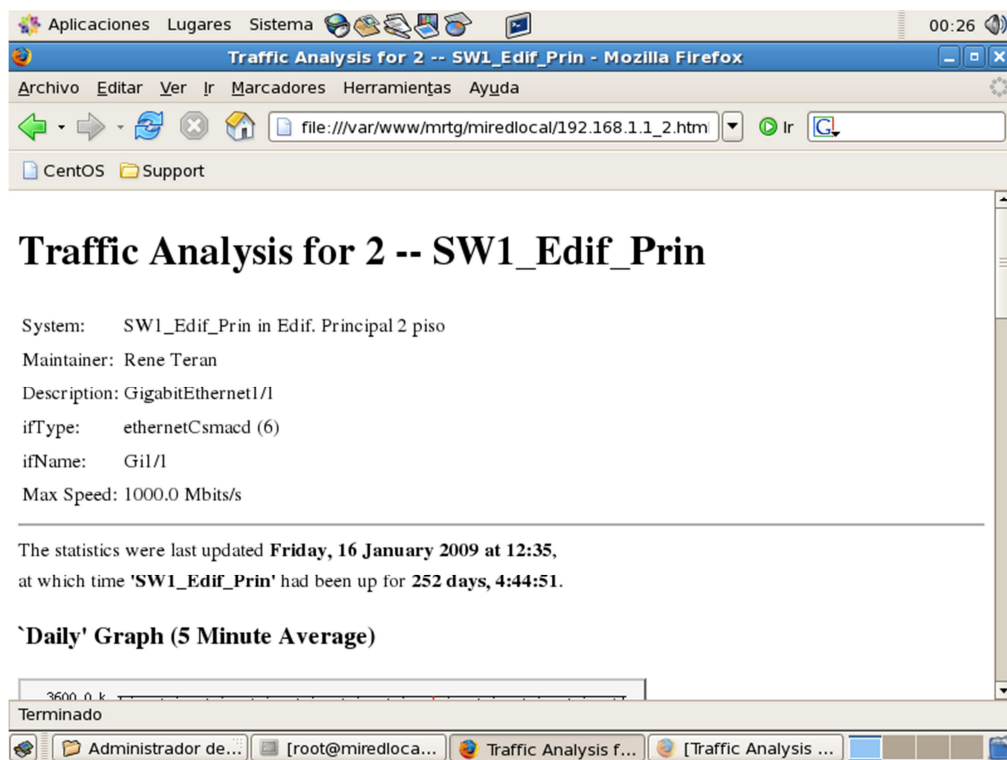 Aplicaciones Lugares Sistema 00:26
Traffic Analysis for 2 -- SW1_Edif_Prin - Mozilla Firefox
Archivo Editar Ver Ir Marcadores Herramientas Ayuda
file:///var/www/mrtg/miredlocal/192.168.1.1_2.htm Ir G
CentOS Support
Traffic Analysis for 2 -- SW1_Edif_Prin
System: SW1_Edif_Prin in Edif. Principal 2 piso
Maintainer: Rene Teran
Description: GigabitEthernet1/1
ifType: ethernetCsmacd (6)
ifName: Gi1/1
Max Speed: 1000.0 Mbits/s
The statistics were last updated Friday, 16 January 2009 at 12:35,
at which time 'SW1_Edif_Prin' had been up for 252 days, 4:44:51.
`Daily' Graph (5 Minute Average)
3600.0 k
Terminado
Administrador de... [root@miredloca... Traffic Analysis f... [Traffic Analysis ...